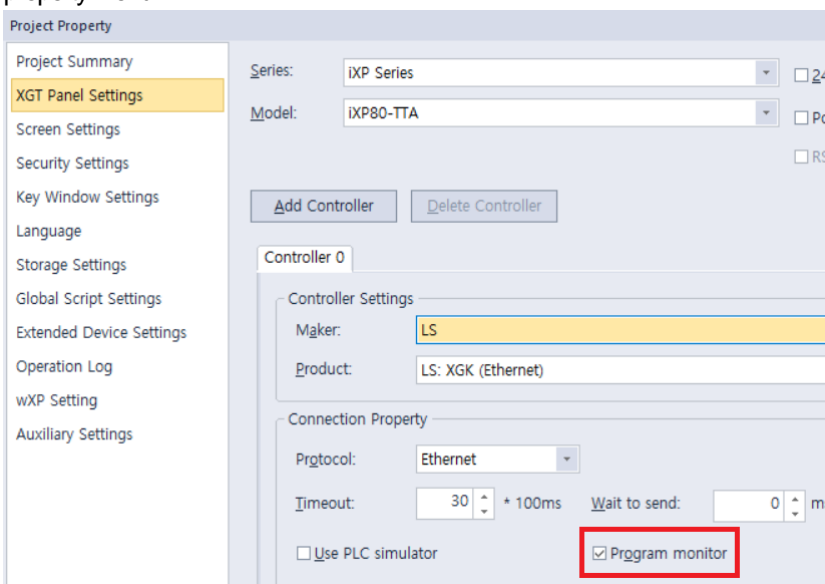 Project Property
Project Summary
XGT Panel Settings
Screen Settings
Security Settings
Key Window Settings
Language
Storage Settings
Global Script Settings
Extended Device Settings
Operation Log
wXP Setting
Auxiliary Settings
Series: iXP Series
Model: iXP80-TTA
Add Controller Delete Controller
Controller 0
Controller Settings
Maker: LS
Product: LS: XGK (Ethernet)
Connection Property
Protocol: Ethernet
Timeout: 30 * 100ms Wait to send: 0
Use PLC simulator Program monitor